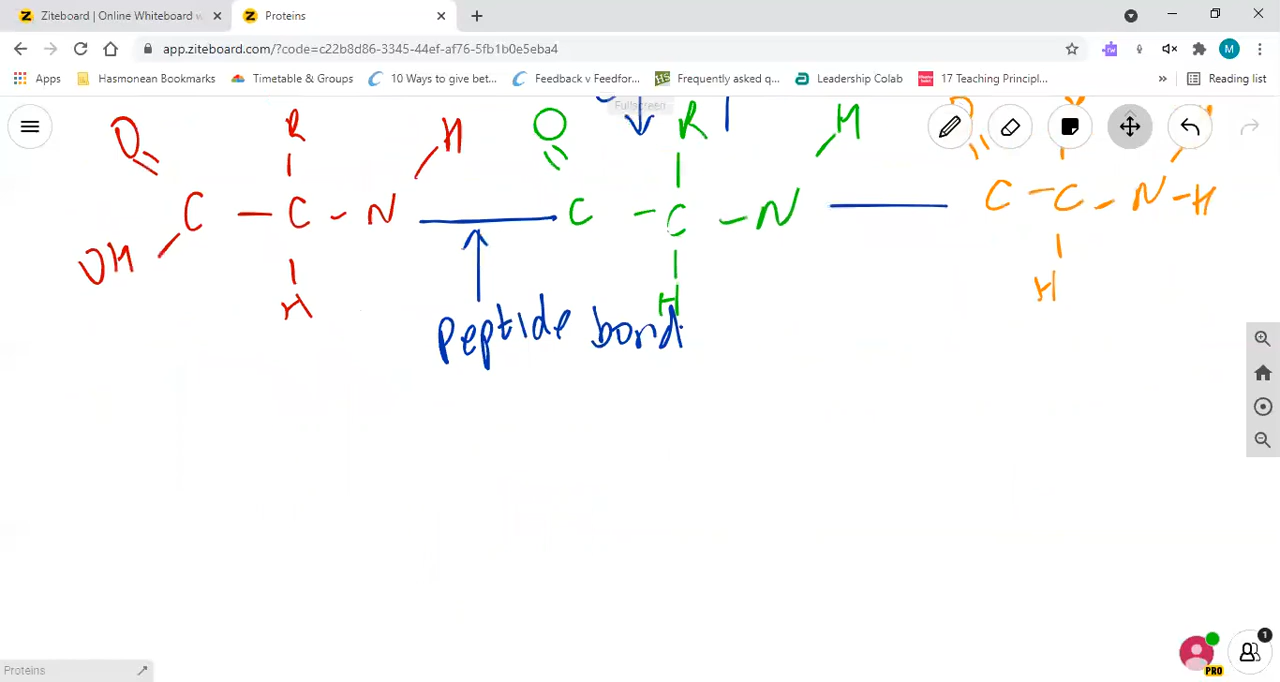 Ziteboard | Online Whiteboard w
Proteins
app.ziteboard.com/?code=c22b8d86-3345-44ef-af76-5fb1b0e5eba4
M
Apps
Hasmonean Bookmarks
Timetable & Groups
10 Ways to give bet...
Feedback v Feedfor...
Frequently asked q...
Leadership Colab
17 Teaching Principl...
»
Reading list
Fullscreen
O R H O R H
C — C - N C - C - N C - C - N - H
OH
H H H
Peptide bond
1
PRO
Proteins